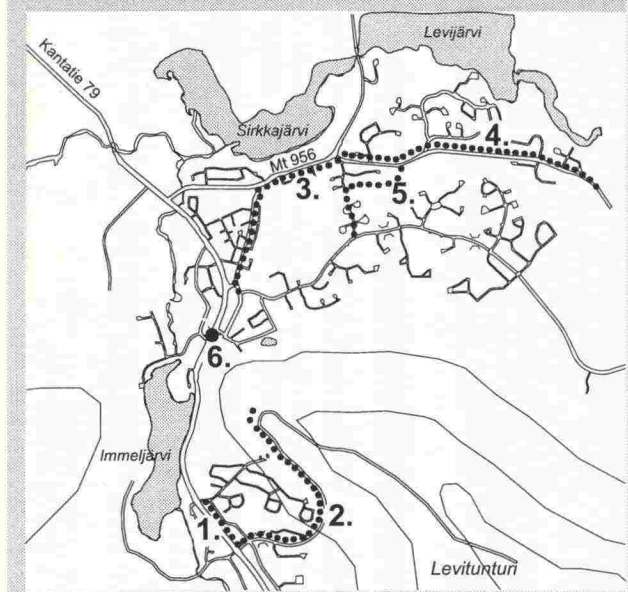 Levijärvi
Kantatie 79
Sirkkajärvi
Mt 956
4.
3.
5.
6.
Immeljärvi
1.
2.
Levitunturi